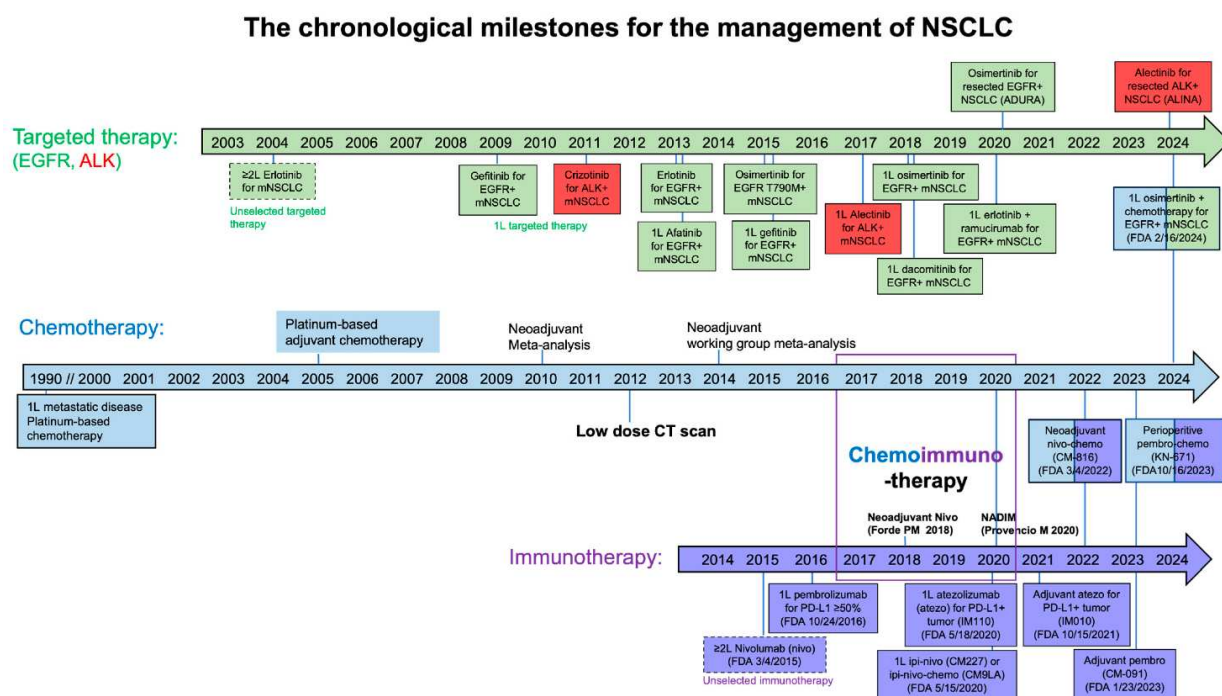 The chronological milestones for the management of NSCLC
Osimertinib for
resected EGFR+
NSCLC (ADURA)
Alectinib for
resected ALK+
NSCLC (ALINA)
Targeted therapy:
(EGFR, ALK)
2003 2004 2005 2006 2007 2008 2009 2010 2011 2012 2013 2014 2015 2016 2017 2018 2019 2020 2021 2022 2023 2024
≥2L Erlotinib
for mNSCLC
Unselected targeted
therapy
Gefitinib for
EGFR+
mNSCLC
1L targeted therapy
Crizotinib
for ALK+
mNSCLC
Erlotinib
for EGFR+
mNSCLC
1L Afatinib
for EGFR+
mNSCLC
Osimertinib for
EGFR T790M+
mNSCLC
1L gefitinib
for EGFR+
mNSCLC
1L Alectinib
for ALK+
mNSCLC
1L osimertinib for
EGFR+ mNSCLC
1L dacomitinib for
EGFR+ mNSCLC
1L erlotinib +
ramucirumab for
EGFR+ mNSCLC
1L osimertinib +
chemotherapy for
EGFR+ mNSCLC
(FDA 2/16/2024)
Chemotherapy:
Platinum-based
adjuvant chemotherapy
Neoadjuvant
Meta-analysis
Neoadjuvant
working group meta-analysis
1990 // 2000 2001 2002 2003 2004 2005 2006 2007 2008 2009 2010 2011 2012 2013 2014 2015 2016 2017 2018 2019 2020 2021 2022 2023 2024
1L metastatic disease
Platinum-based
chemotherapy
Low dose CT scan
Chemoimmuno
-therapy
Neoadjuvant
nivo-chemo
(CM-816)
(FDA 3/4/2022)
Perioperitive
pembro-chemo
(KN-671)
(FDA10/16/2023)
Neoadjuvant Nivo
(Forde PM 2018)
NADIM
(Provencio M 2020)
Immunotherapy:
2014 2015 2016 2017 2018 2019 2020 2021 2022 2023 2024
1L pembrolizumab
for PD-L1 ≥50%
(FDA 10/24/2016)
≥2L Nivolumab (nivo)
(FDA 3/4/2015)
Unselected immunotherapy
1L atezolizumab
(atezo) for PD-L1+
tumor (IM110)
(FDA 5/18/2020)
1L ipi-nivo (CM227) or
ipi-nivo-chemo (CM9LA)
(FDA 5/15/2020)
Adjuvant atezo for
PD-L1+ tumor
(IM010)
(FDA 10/15/2021)
Adjuvant pembro
(CM-091)
(FDA 1/23/2023)